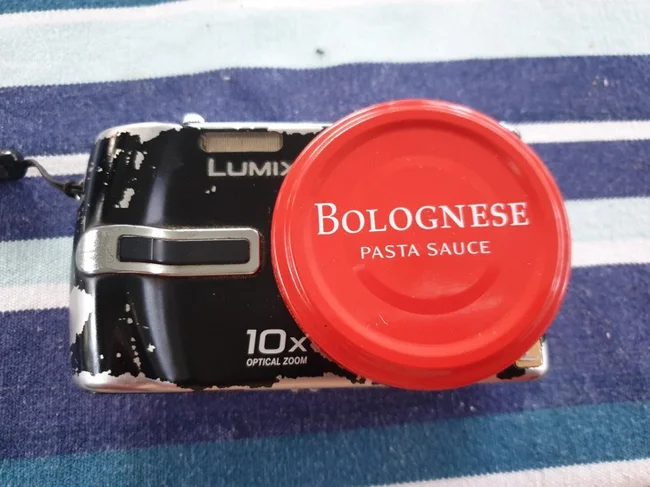 LUMIX
BOLOGNESE
PASTA SAUCE
10x
OPTICAL ZOOM